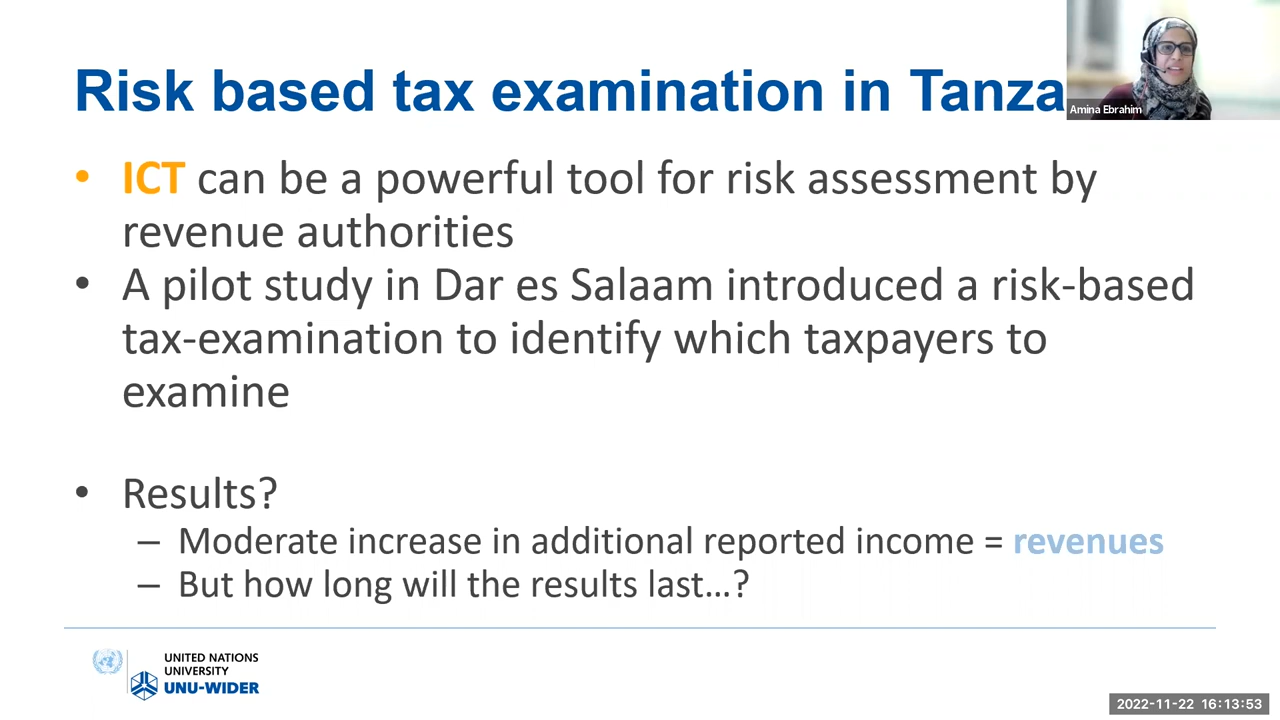 Risk based tax examination in Tanza
Amina Ebrahim
• ICT can be a powerful tool for risk assessment by
revenue authorities
• A pilot study in Dar es Salaam introduced a risk-based
tax-examination to identify which taxpayers to
examine
• Results?
– Moderate increase in additional reported income = revenues
– But how long will the results last...?
UNITED NATIONS
UNIVERSITY
UNU-WIDER
2022-11-22 16:13:53